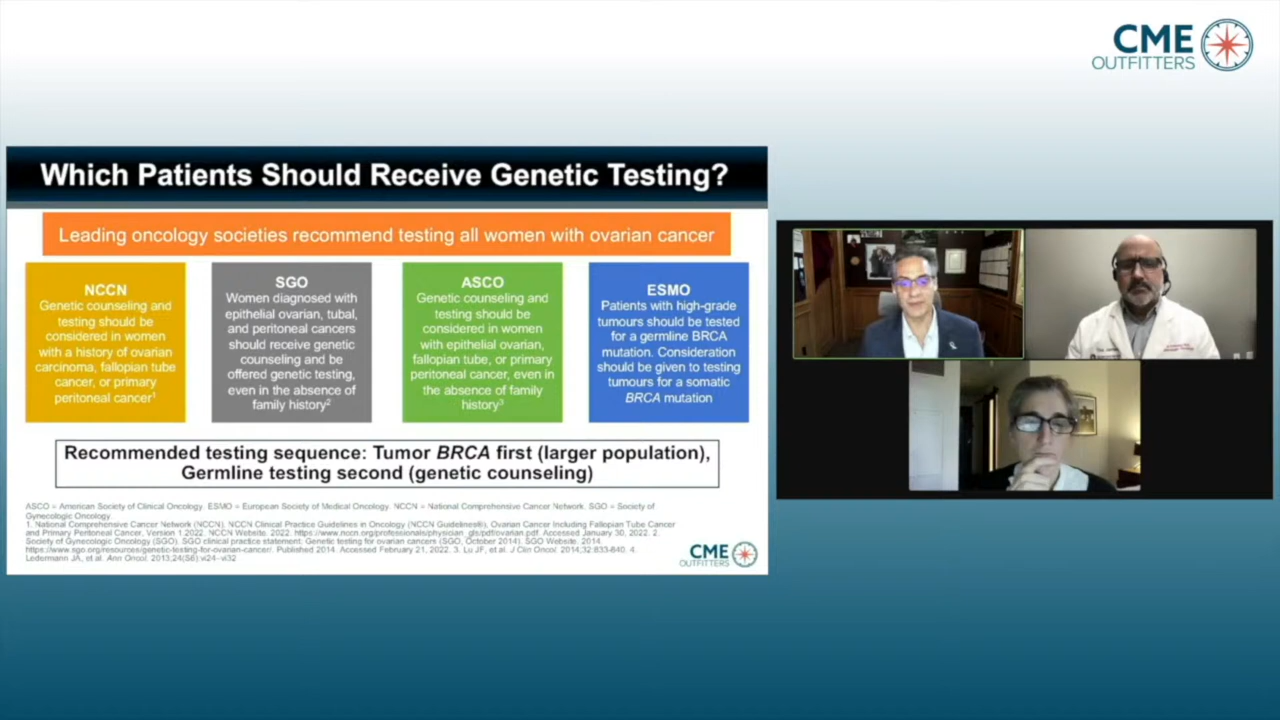 CME
OUTFITTERS
Which Patients Should Receive Genetic Testing?
Leading oncology societies recommend testing all women with ovarian cancer
NCCN
Genetic counseling and
testing should be
considered in women
with a history of ovarian
carcinoma, fallopian tube
cancer, or primary
peritoneal cancer1
SGO
Women diagnosed with
epithelial ovarian, tubal,
and peritoneal cancers
should receive genetic
counseling and be
offered genetic testing,
even in the absence of
family history2
ASCO
Genetic counseling and
testing should be
considered in women
with epithelial ovarian,
fallopian tube, or primary
peritoneal cancer, even in
the absence of family
history3
ESMO
Patients with high-grade
tumours should be tested
for a germline BRCA
mutation. Consideration
should be given to testing
tumours for a somatic
BRCA mutation
Recommended testing sequence: Tumor BRCA first (larger population),
Germline testing second (genetic counseling)
ASCO = American Society of Clinical Oncology. ESMO = European Society of Medical Oncology. NCCN = National Comprehensive Cancer Network. SGO = Society of
Gynecologic Oncology.
1. National Comprehensive Cancer Network (NCCN). NCCN Clinical Practice Guidelines in Oncology (NCCN Guidelines®), Ovarian Cancer Including Fallopian Tube Cancer
and Primary Peritoneal Cancer, Version 1.2022. NCCN Website. 2022. https://www.nccn.org/professionals/physician_gls/pdf/ovarian.pdf. Accessed January 30, 2022. 2.
Society of Gynecologic Oncology (SGO). SGO clinical practice statement: Genetic testing for ovarian cancers (SGO, October 2014). SGO Website. 2014.
https://www.sgo.org/resources/genetic-testing-for-ovarian-cancer/. Published 2014. Accessed February 21, 2022. 3. Lu JF, et al. J Clin Oncol. 2014;32:833-840. 4.
Ledermann JA, et al. Ann Oncol. 2013;24(S6):vi24-vi32
CME
OUTFITTERS